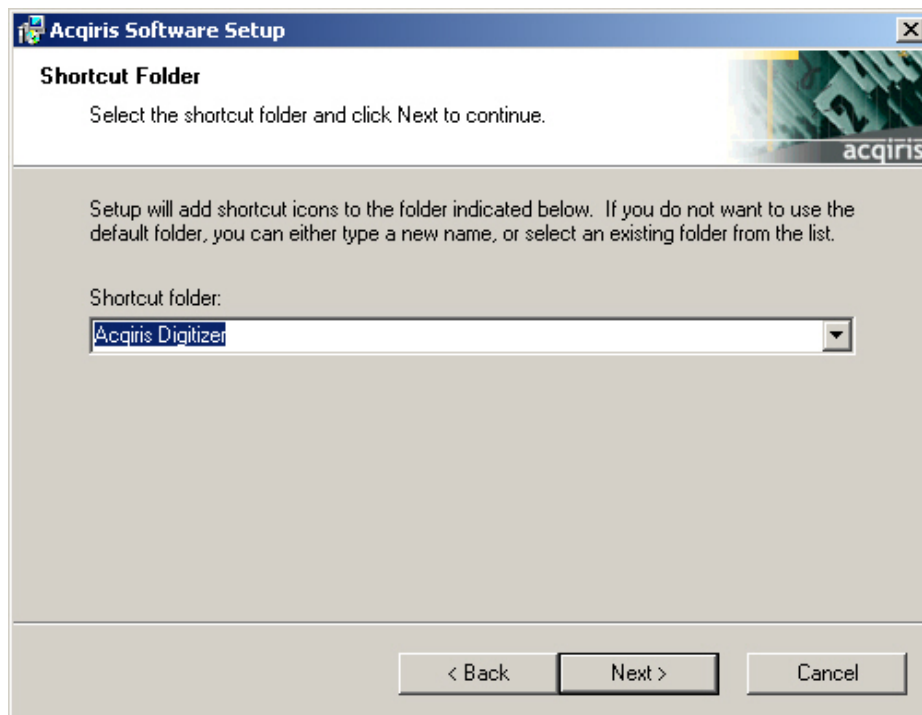 Acqiris Software Setup
Shortcut Folder
Select the shortcut folder and click Next to continue.
acqiris
Setup will add shortcut icons to the folder indicated below. If you do not want to use the
default folder, you can either type a new name, or select an existing folder from the list.
Shortcut folder:
Acqiris Digitizer
< Back
Next >
Cancel